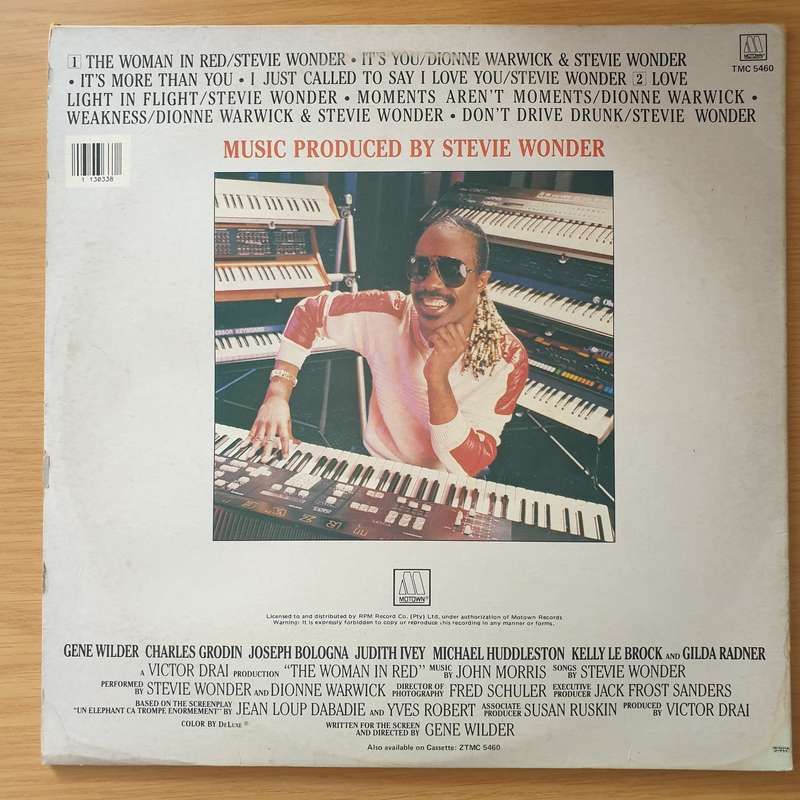 1 THE WOMAN IN RED/STEVIE WONDER • IT'S YOU/DIONNE WARWICK & STEVIE WONDER
• IT'S MORE THAN YOU • I JUST CALLED TO SAY I LOVE YOU/STEVIE WONDER 2 LOVE
LIGHT IN FLIGHT/STEVIE WONDER • MOMENTS AREN'T MOMENTS/DIONNE WARWICK •
WEAKNESS/DIONNE WARWICK & STEVIE WONDER • DON'T DRIVE DRUNK/STEVIE WONDER
MOTOWN
TMC 5460
MUSIC PRODUCED BY STEVIE WONDER
1 130338
MOTOWN
Licensed to and distributed by RPM Record Co. (Pty) Ltd, under authorization of Motown Records
Warning: It is expressly forbidden to copy or reproduce this recording in any manner or forms.
GENE WILDER CHARLES GRODIN JOSEPH BOLOGNA JUDITH IVEY MICHAEL HUDDLESTON KELLY LE BROCK AND GILDA RADNER
A VICTOR DRAI PRODUCTION "THE WOMAN IN RED" MUSIC BY JOHN MORRIS SONGS BY STEVIE WONDER
PERFORMED BY STEVIE WONDER AND DIONNE WARWICK DIRECTOR OF PHOTOGRAPHY FRED SCHULER EXECUTIVE PRODUCER JACK FROST SANDERS
BASED ON THE SCREENPLAY "UN ELEPHANT CA TROMPE ENORMEMENT" BY JEAN LOUP DABADIE AND YVES ROBERT ASSOCIATE PRODUCER SUSAN RUSKIN PRODUCED BY VICTOR DRAI
COLOR BY DELUXE ® WRITTEN FOR THE SCREEN AND DIRECTED BY GENE WILDER
Also available on Cassette: ZTMC 5460